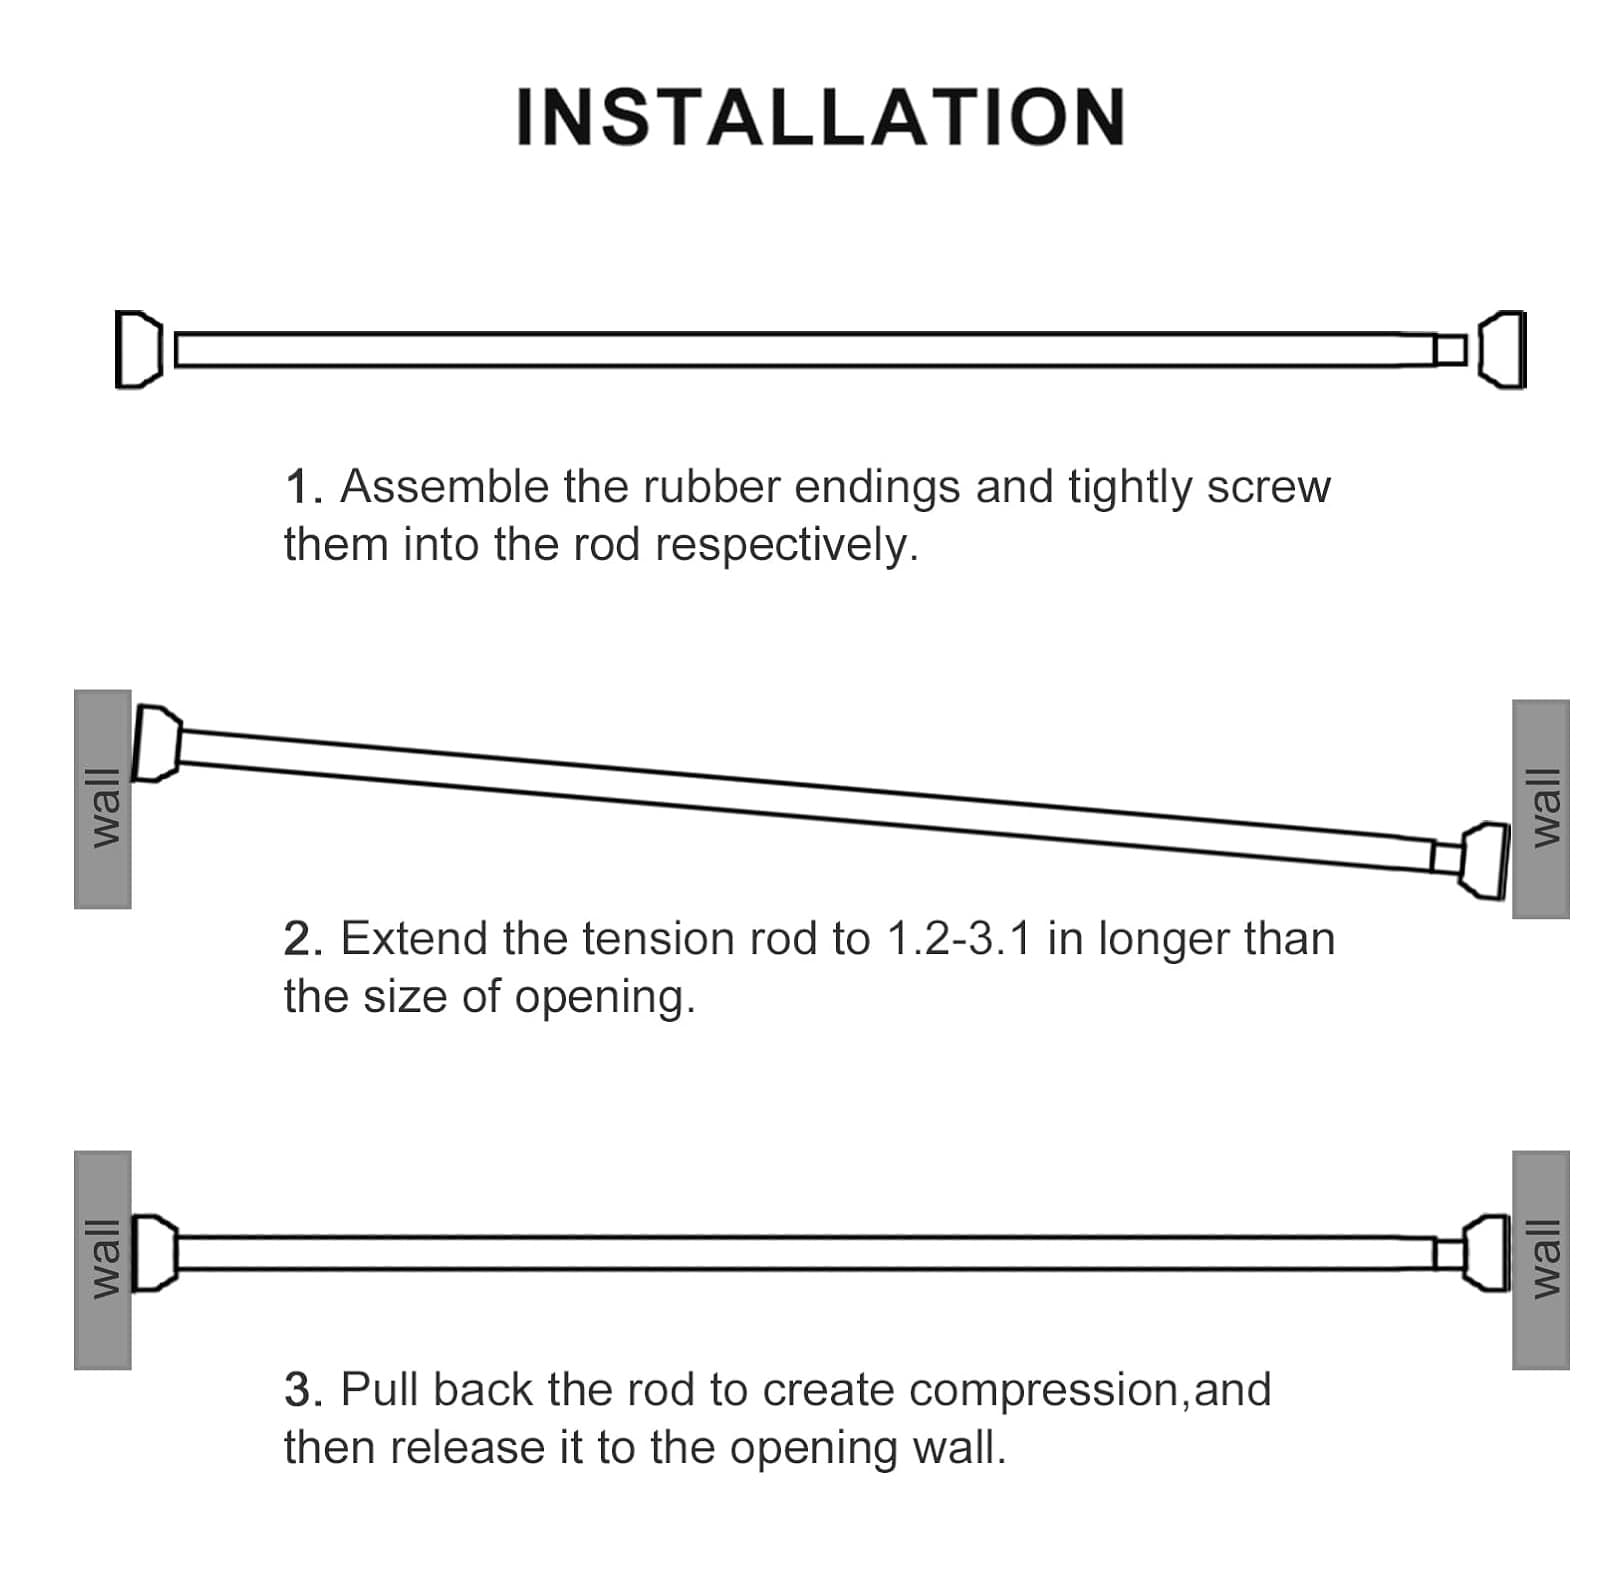 INSTALLATION
1. Assemble the rubber endings and tightly screw
them into the rod respectively.
wall
wall
2. Extend the tension rod to 1.2-3.1 in longer than
the size of opening.
wall
wall
3. Pull back the rod to create compression,and
then release it to the opening wall.